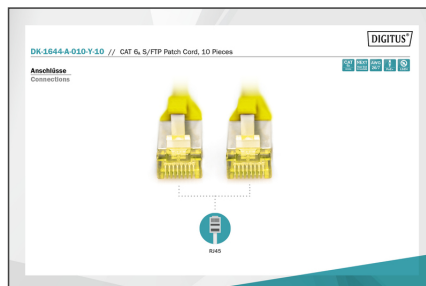 DIGITUS®
DK-1644-A-010-Y-10 // CAT 6A S/FTP Patch Cord, 10 Pieces
Anschlüsse
Connections
RJ45